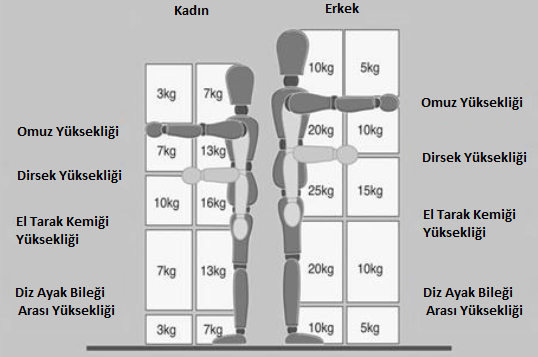 Kadın
Erkek
3kg 7kg
10kg 5kg
Omuz Yüksekliği
Omuz Yüksekliği
7kg 13kg
20kg 10kg
Dirsek Yüksekliği
Dirsek Yüksekliği
10kg 16kg
25kg 15kg
El Tarak Kemiği
Yüksekliği
El Tarak Kemiği
Yüksekliği
7kg 13kg
20kg 10kg
Diz Ayak Bileği
Arası Yüksekliği
Diz Ayak Bileği
Arası Yüksekliği
3kg 7kg
10kg 5kg